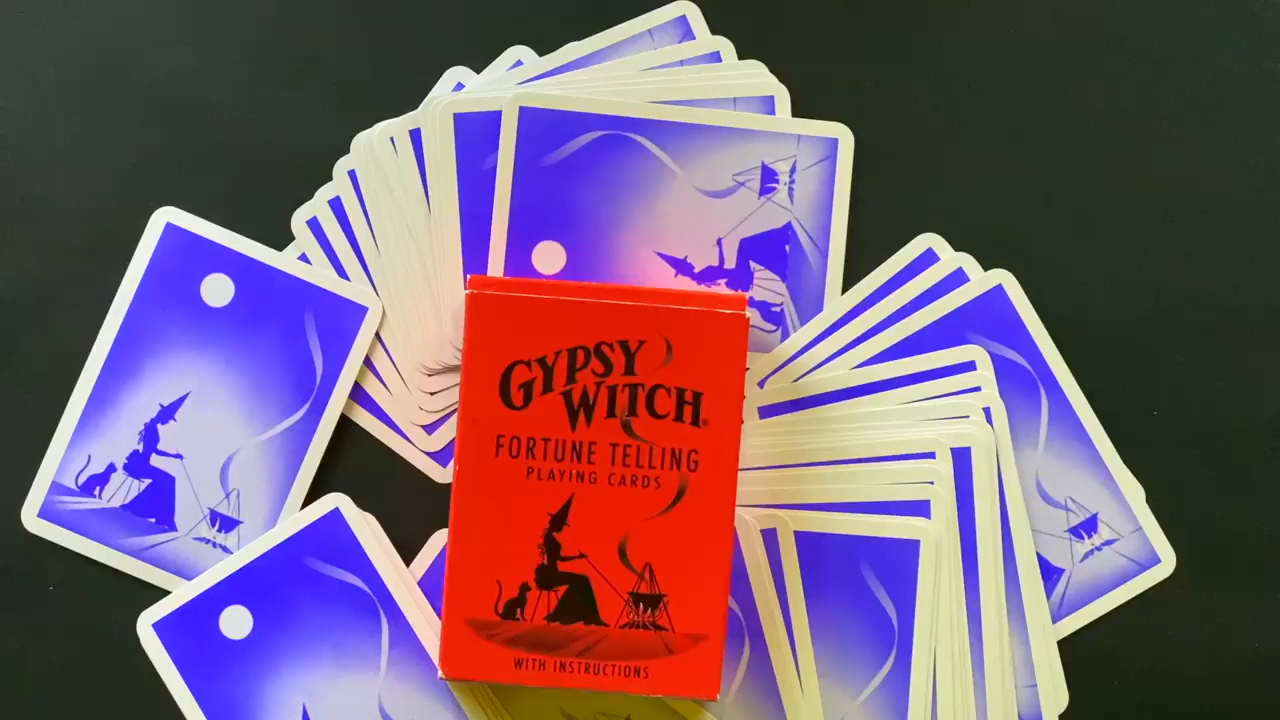 GYPSY
WITCH®
FORTUNE TELLING
PLAYING CARDS
WITH INSTRUCTIONS